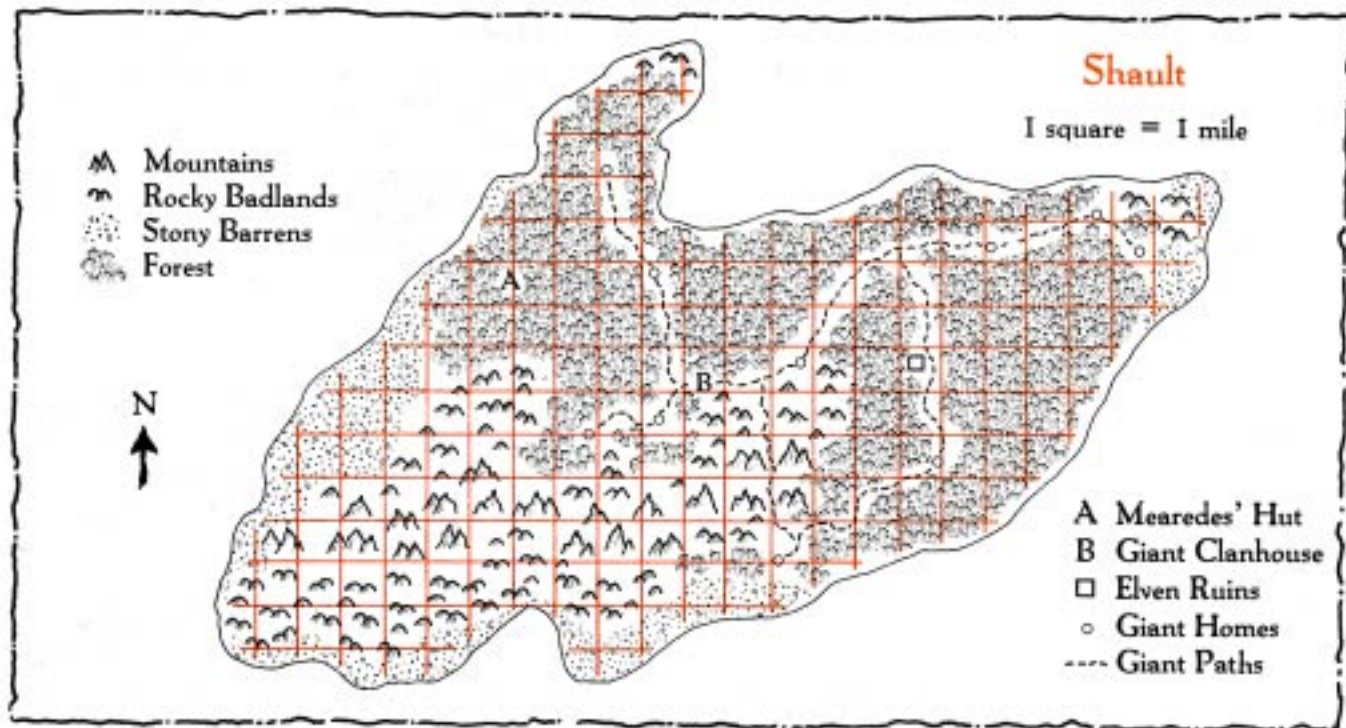 Shault
1 square = 1 mile
Mountains
Rocky Badlands
Stony Barrens
Forest
A
B
N
A Mearedes' Hut
B Giant Clanhouse
Elven Ruins
Giant Homes
Giant Paths